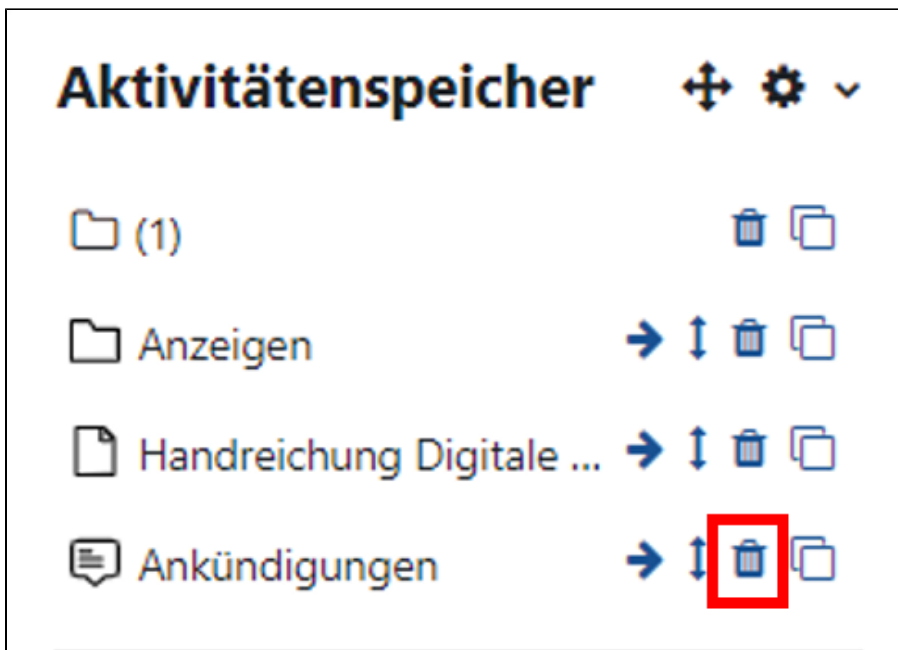 Aktivitätenspeicher
(1)
Anzeigen
Handreichung Digitale ...
Ankündigungen